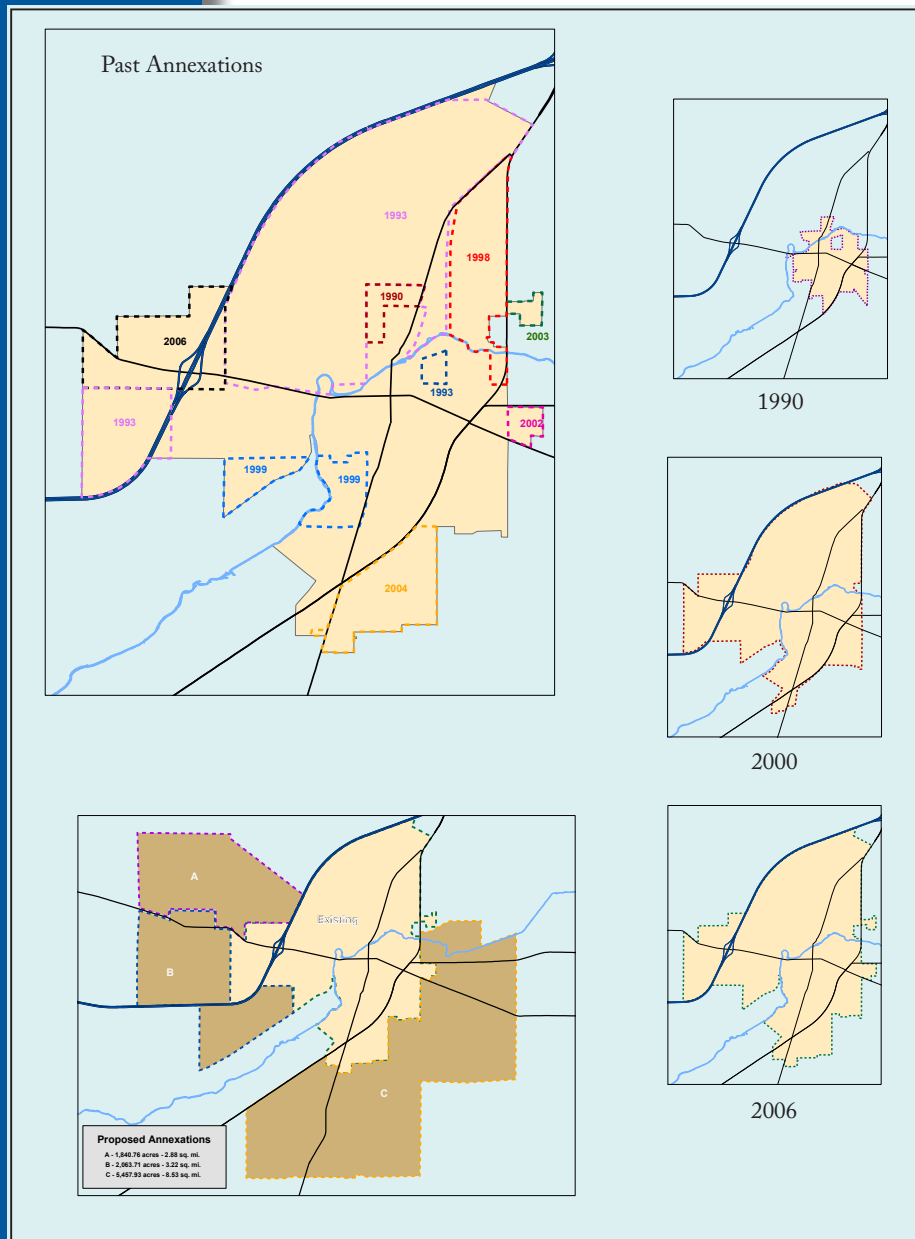 Past Annexations
1993
1998
1990
2003
2006
1993
1993
2002
1999
1999
2004
1990
2000
2006
A
Existing
B
C
Proposed Annexations
A - 1,840.76 acres - 2.88 sq. mi.
B - 2,063.71 acres - 3.22 sq. mi.
C - 5,457.93 acres - 8.53 sq. mi.